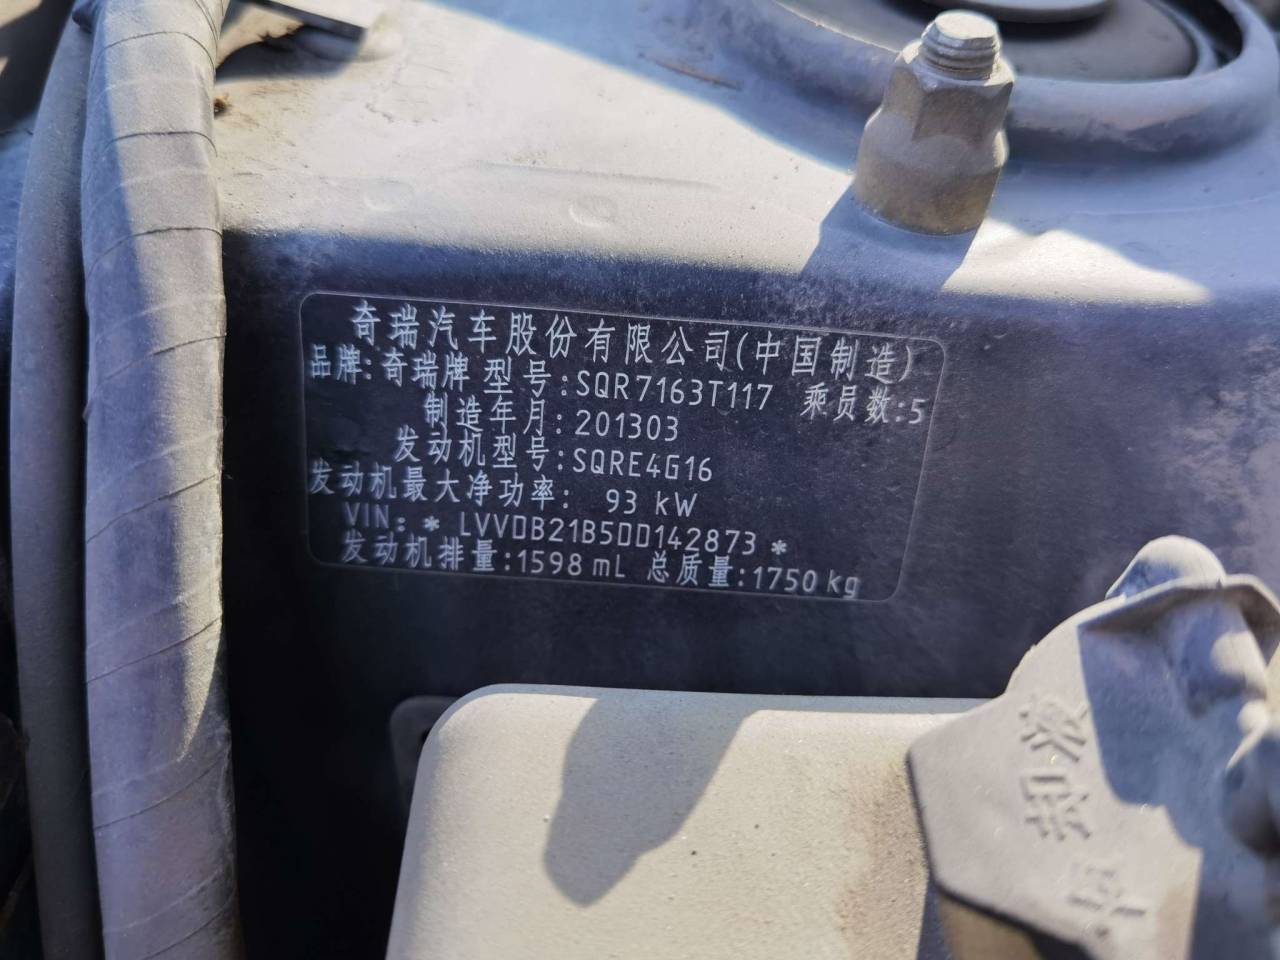 奇瑞汽车股份有限公司(中国制造)
品牌:奇瑞牌 型号:SQR7163T117 乘员数:5
制造年月:201303
发动机型号:SQRE4G16
发动机最大净功率: 93 kW
VIN: * LVVDB21B5DD142873 *
发动机排量:1598 mL 总质量:1750 kg